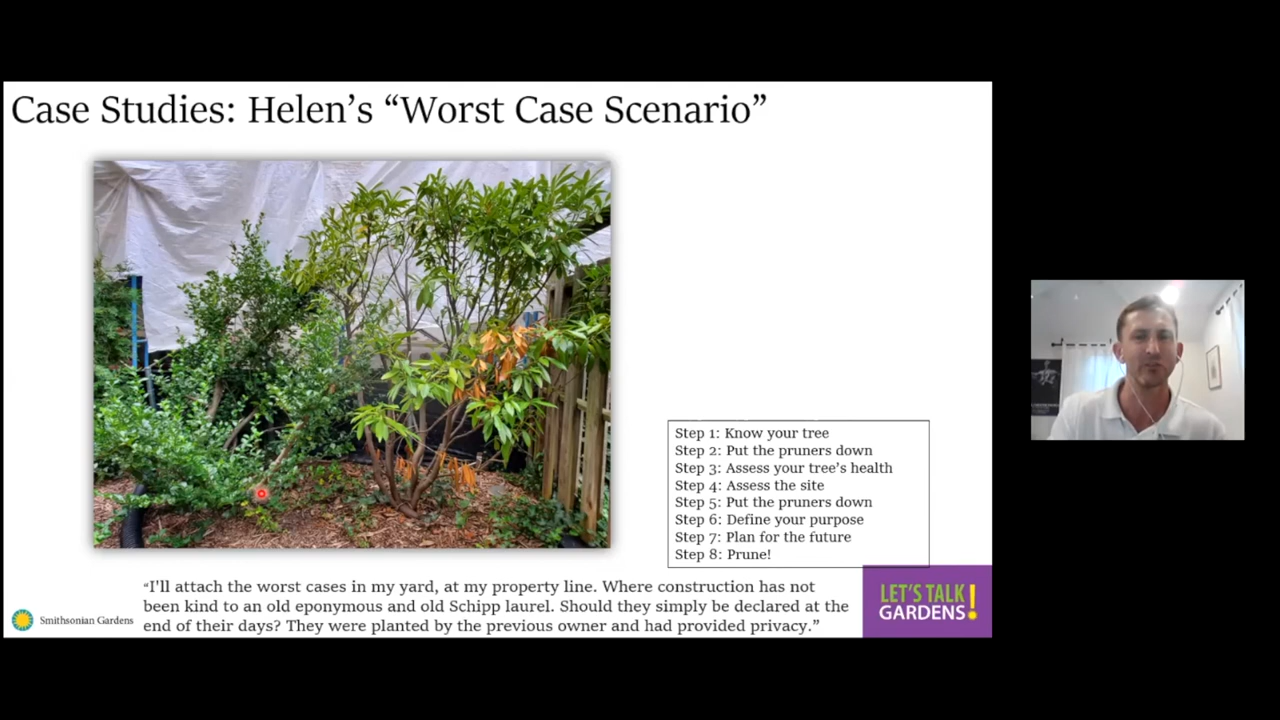 Case Studies: Helen’s “Worst Case Scenario”
Step 1: Know your tree
Step 2: Put the pruners down
Step 3: Assess your tree’s health
Step 4: Assess the site
Step 5: Put the pruners down
Step 6: Define your purpose
Step 7: Plan for the future
Step 8: Prune!
“I’ll attach the worst cases in my yard, at my property line. Where construction has not
been kind to an old eponymous and old Schipp laurel. Should they simply be declared at the
end of their days? They were planted by the previous owner and had provided privacy.”
Smithsonian Gardens
LET’S TALK
GARDENS!